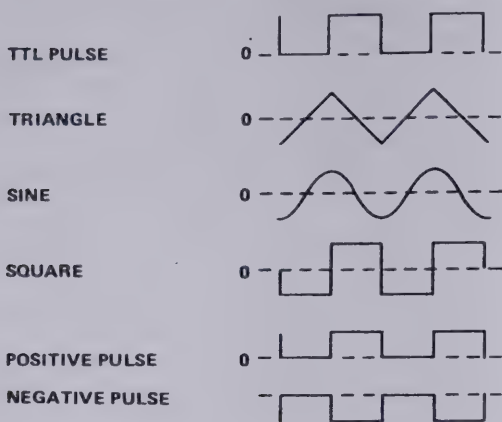 TTL PULSE 0
TRIANGLE 0
SINE 0
SQUARE 0
POSITIVE PULSE 0
NEGATIVE PULSE